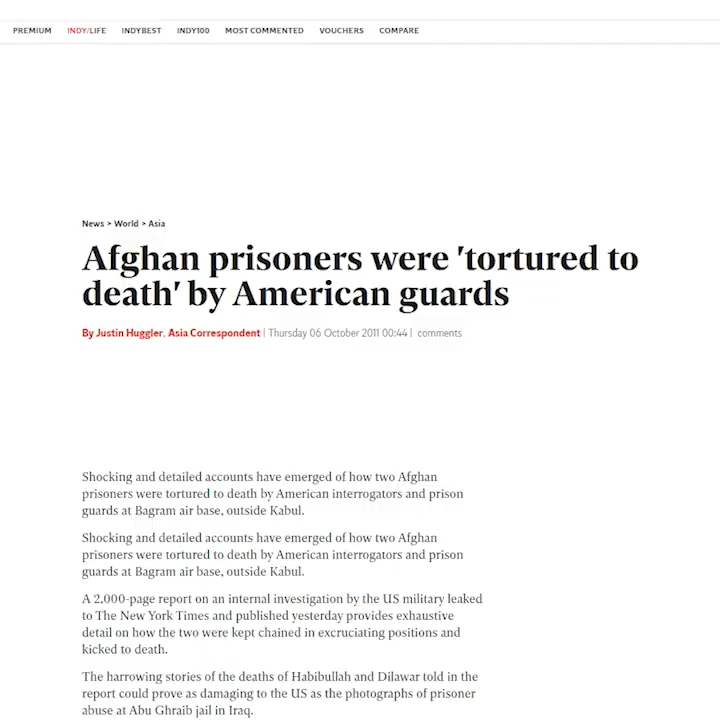 PREMIUM INDY/LIFE INDYBEST INDY100 MOST COMMENTED VOUCHERS COMPARE
News > World > Asia
Afghan prisoners were 'tortured to
death' by American guards
By Justin Huggler, Asia Correspondent | Thursday 06 October 2011 00:44 | comments
Shocking and detailed accounts have emerged of how two Afghan
prisoners were tortured to death by American interrogators and prison
guards at Bagram air base, outside Kabul.
Shocking and detailed accounts have emerged of how two Afghan
prisoners were tortured to death by American interrogators and prison
guards at Bagram air base, outside Kabul.
A 2,000-page report on an internal investigation by the US military leaked
to The New York Times and published yesterday provides exhaustive
detail on how the two were kept chained in excruciating positions and
kicked to death.
The harrowing stories of the deaths of Habibullah and Dilawar told in the
report could prove as damaging to the US as the photographs of prisoner
abuse at Abu Ghraib jail in Iraq.